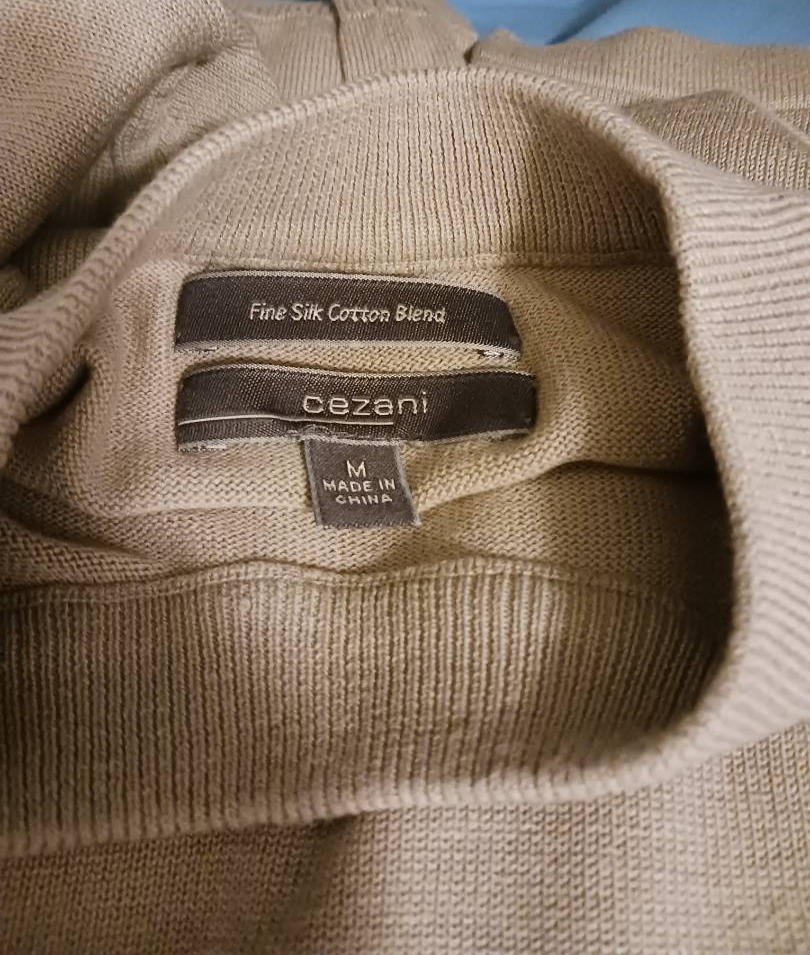 Fine Silk Cotton Blend
cezani
M
MADE IN
CHINA